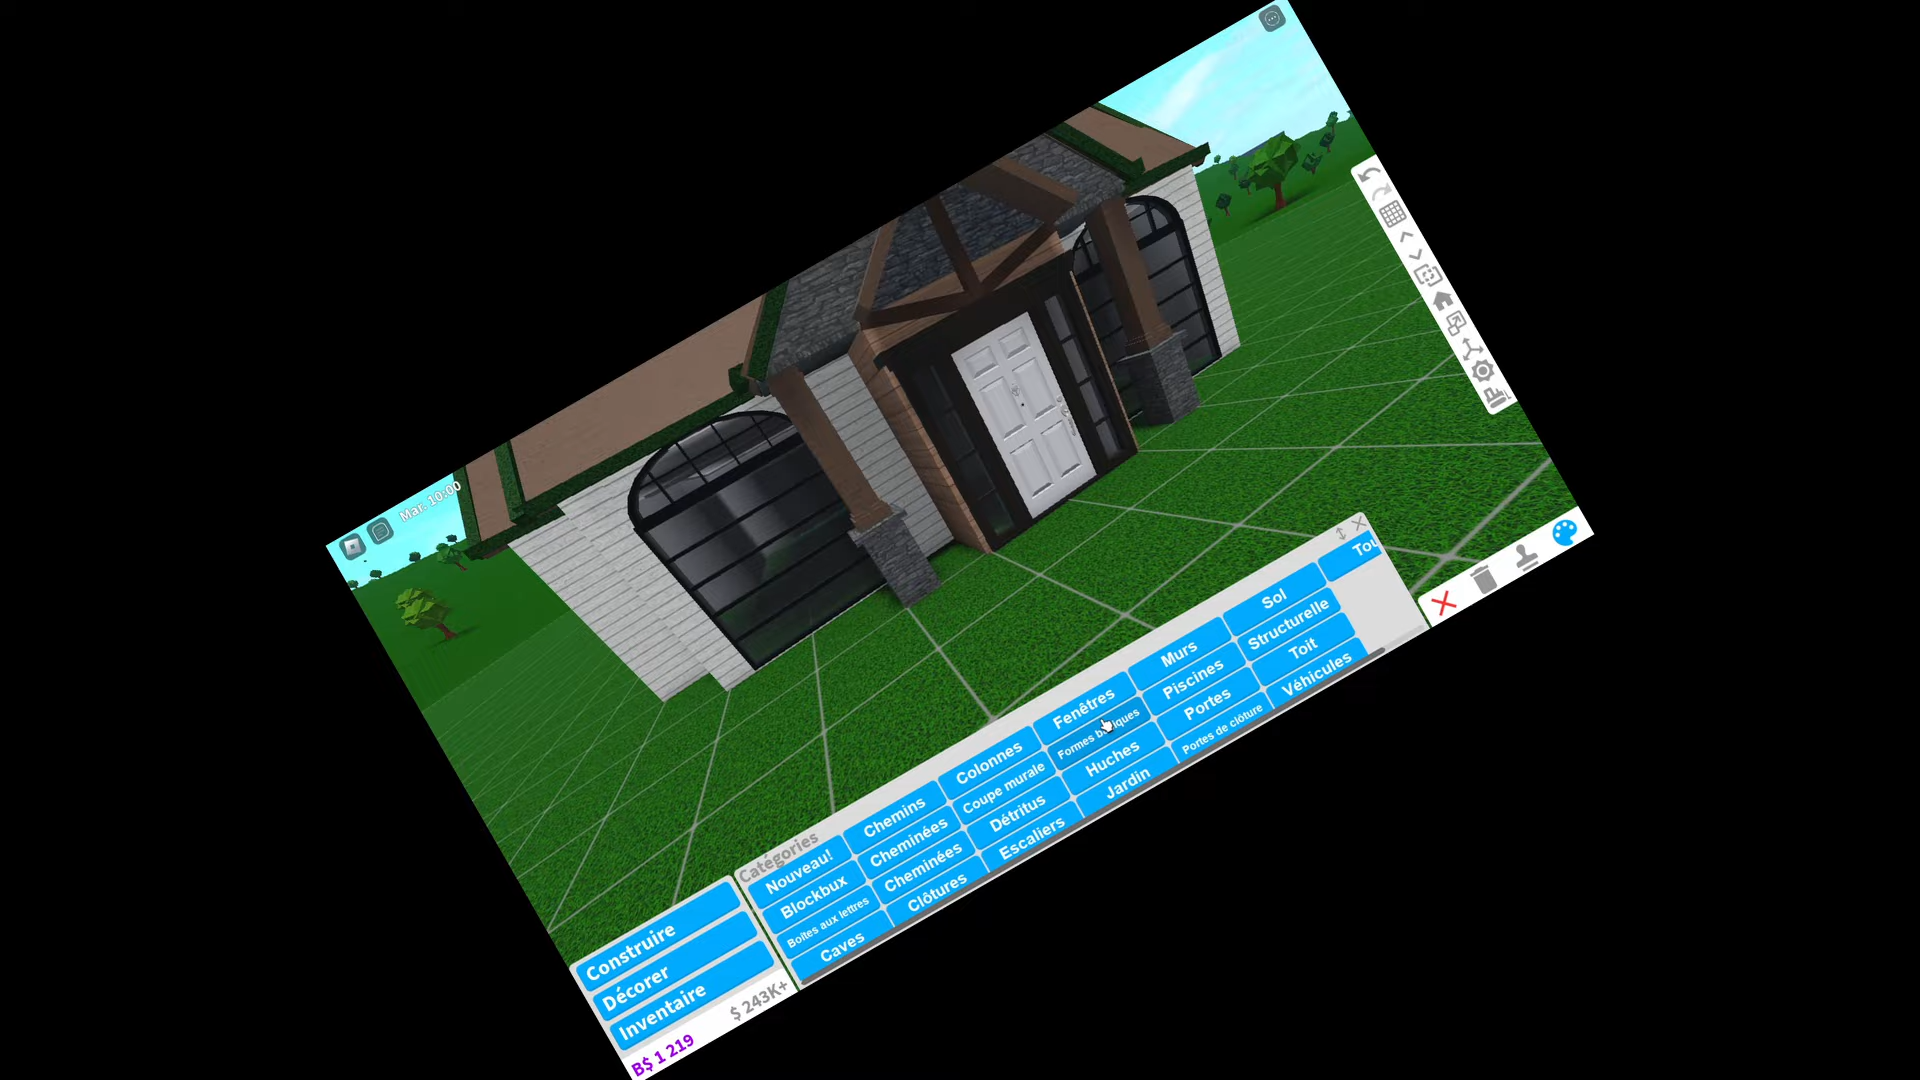 Mar. 10:00
Catégories
Nouveau!
Blockbux
Boîtes aux lettres
Caves
Chemins
Cheminées
Cheminées
Clôtures
Colonnes
Coupe murale
Détritus
Escaliers
Fenêtres
Formes
Huches
Jardin
Murs
Piscines
Portes
Portes de clôture
Sol
Structurelle
Toit
Véhicules
Construire
Décorer
Inventaire
B$ 1 219
$ 243K+